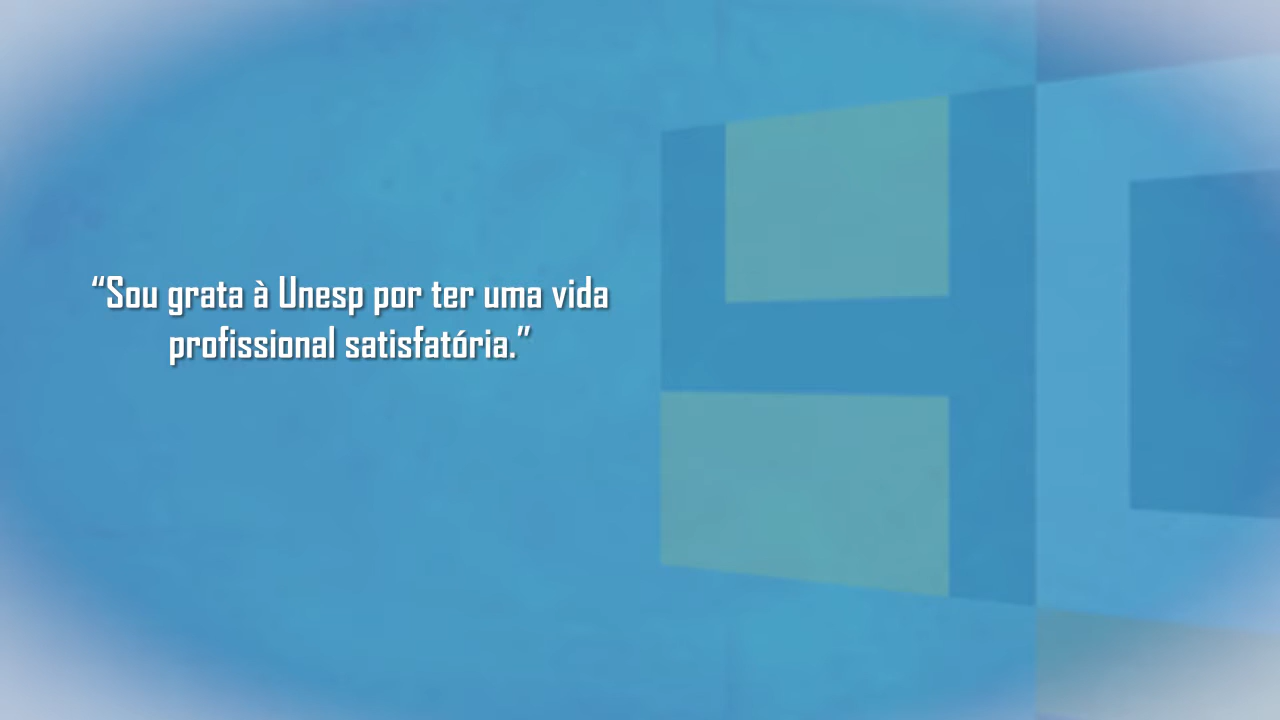 “Sou grata à Unesp por ter uma vida
profissional satisfatória.”